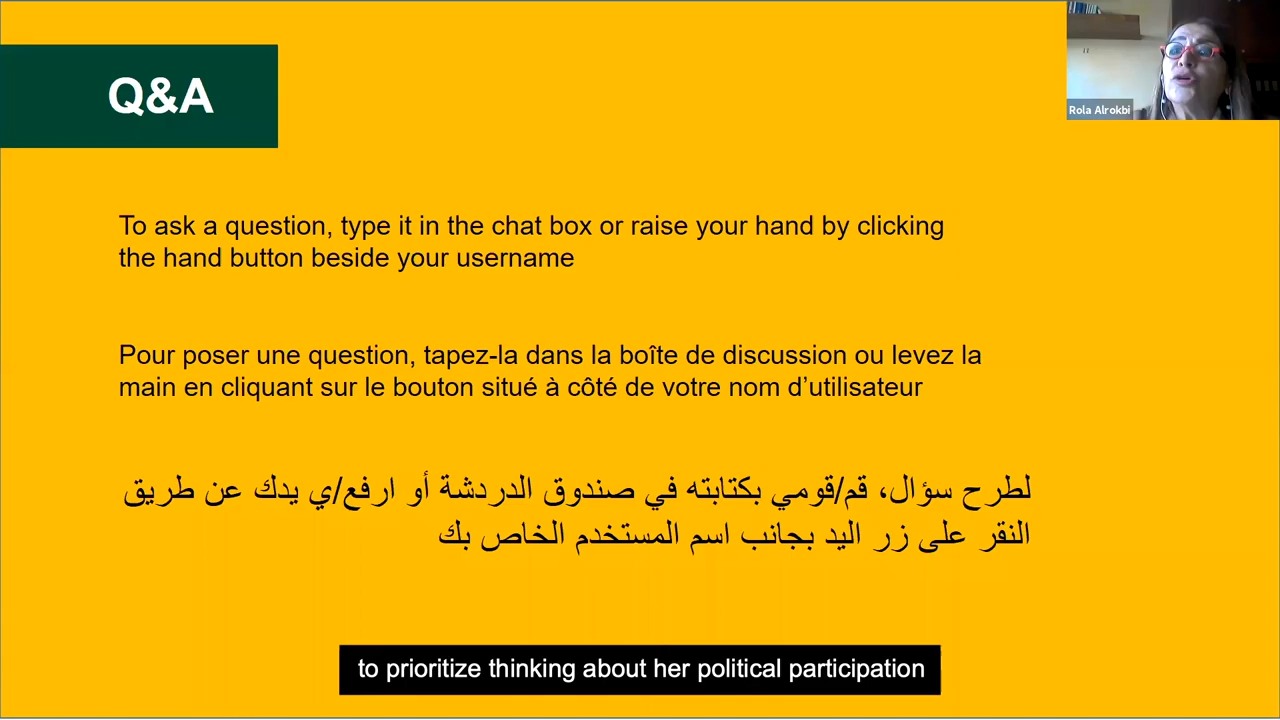 Q&A
Rola Alrokbi
To ask a question, type it in the chat box or raise your hand by clicking
the hand button beside your username
Pour poser une question, tapez-la dans la boîte de discussion ou levez la
main en cliquant sur le bouton situé à côté de votre nom d’utilisateur
لطرح سؤال، قم/قومي بكتابته في صندوق الدردشة أو ارفع/ي يدك عن طريق
النقر على زر اليد بجانب اسم المستخدم الخاص بك
to prioritize thinking about her political participation